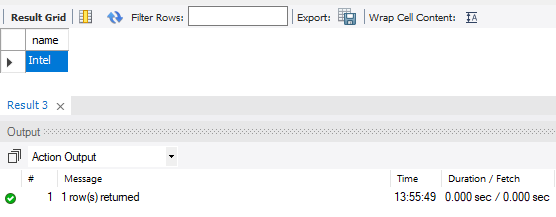 Result Grid Filter Rows: Export: Wrap Cell Content: IA
name
Intel
Result 3 ×
Output
Action Output
# Message Time Duration / Fetch
1 1 row(s) returned 13:55:49 0.000 sec / 0.000 sec